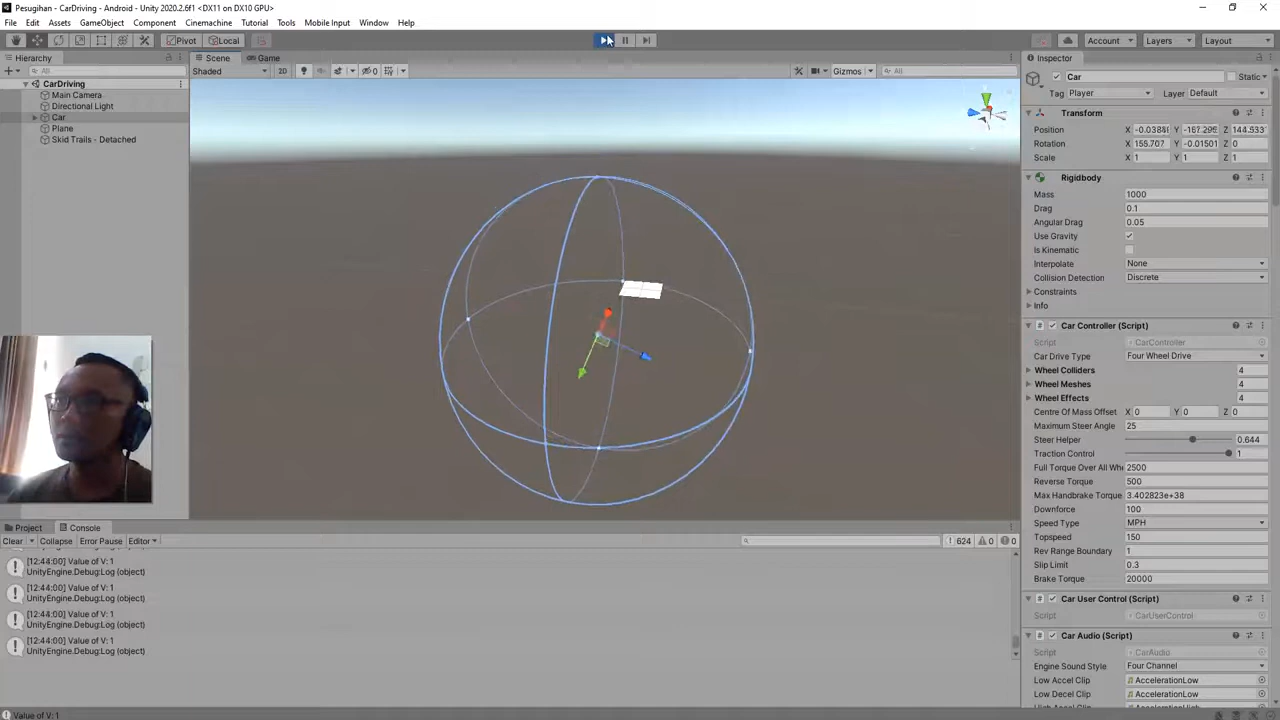 Pesugihan - CarDriving - Android - Unity 2020.2.6f1 <DX11 on DX10 GPU>
File Edit Assets GameObject Component Cinemachine Tutorial Tools Mobile Input Window Help
Pivot Local Account Layers Layout
Hierarchy Scene Game Inspector
All Shaded 2D 0 Gizmos All Car Static
CarDriving
Main Camera Tag Player Layer Default
Directional Light
Car Transform
Plane Position X Y Z 144.533
Skid Trails - Detached Rotation X 155.707 Y -0.01501 Z 0
Scale X 1 Y 1 Z 1
Rigidbody
Mass 1000
Drag 0.1
Angular Drag 0.05
Use Gravity
Is Kinematic
Interpolate None
Collision Detection Discrete
Constraints
Info
Car Controller (Script)
Script CarController
Car Drive Type Four Wheel Drive
Wheel Colliders 4
Wheel Meshes 4
Wheel Effects 4
Centre Of Mass Offset X 0 Y 0 Z 0
Maximum Steer Angle 25
Steer Helper 0.644
Traction Control 1
Full Torque Over All Whe 2500
Reverse Torque 500
Max Handbrake Torque 3.402823e+38
Downforce 100
Speed Type MPH
Topspeed 150
Rev Range Boundary 1
Slip Limit 0.3
Brake Torque 20000
Car User Control (Script)
Script CarUserControl
Car Audio (Script)
Script CarAudio
Engine Sound Style Four Channel
Low Accel Clip AccelerationLow
Low Decel Clip AccelerationLow
Project Console
Clear Collapse Error Pause Editor 624 0 0
UnityEngine.Debug:Log (object)
[12:44:00] Value of V: 1
UnityEngine.Debug:Log (object)
[12:44:00] Value of V: 1
UnityEngine.Debug:Log (object)
[12:44:00] Value of V: 1
UnityEngine.Debug:Log (object)
[12:44:00] Value of V: 1
UnityEngine.Debug:Log (object)
Value of V: 1